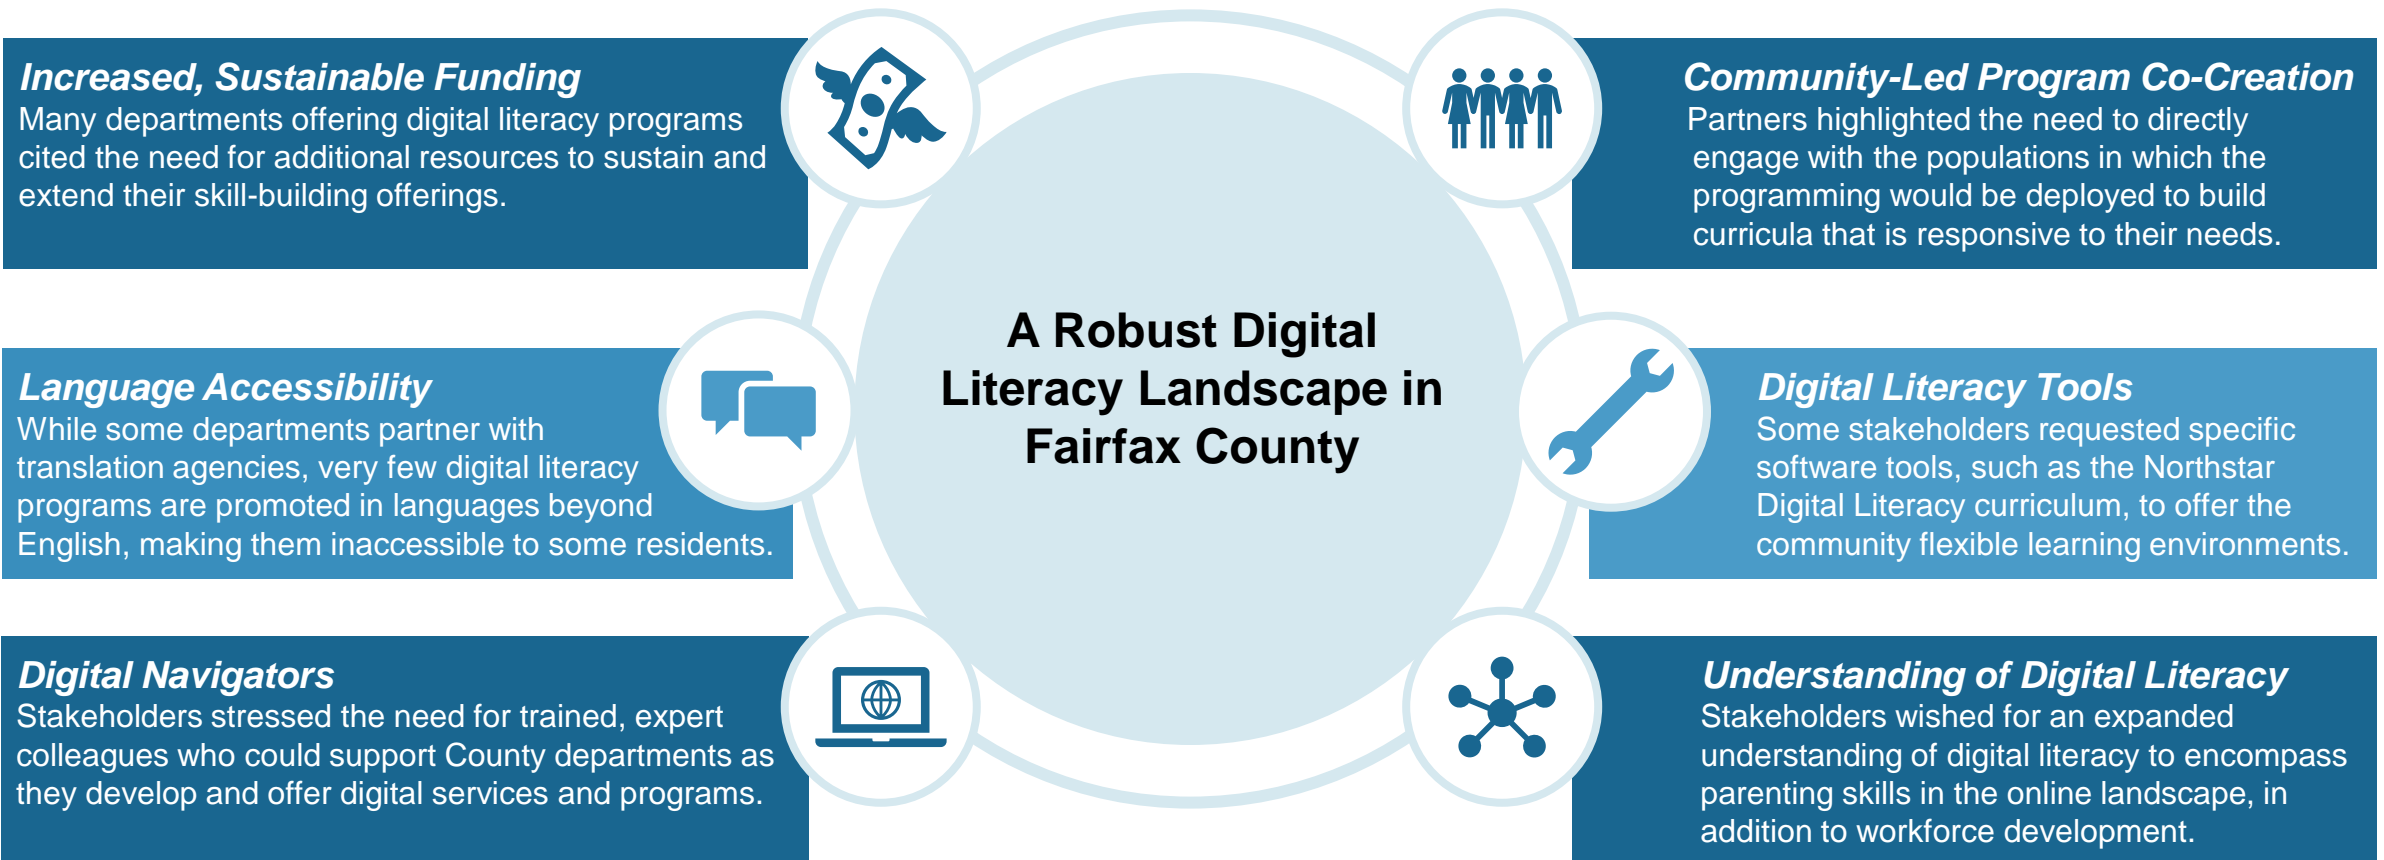 Increased, Sustainable Funding
Many departments offering digital literacy programs
cited the need for additional resources to sustain and
extend their skill-building offerings.
Language Accessibility
While some departments partner with
translation agencies, very few digital literacy
programs are promoted in languages beyond
English, making them inaccessible to some residents.
Digital Navigators
Stakeholders stressed the need for trained, expert
colleagues who could support County departments as
they develop and offer digital services and programs.
A Robust Digital
Literacy Landscape in
Fairfax County
Community-Led Program Co-Creation
Partners highlighted the need to directly
engage with the populations in which the
programming would be deployed to build
curricula that is responsive to their needs.
Digital Literacy Tools
Some stakeholders requested specific
software tools, such as the Northstar
Digital Literacy curriculum, to offer the
community flexible learning environments.
Understanding of Digital Literacy
Stakeholders wished for an expanded
understanding of digital literacy to encompass
parenting skills in the online landscape, in
addition to workforce development.